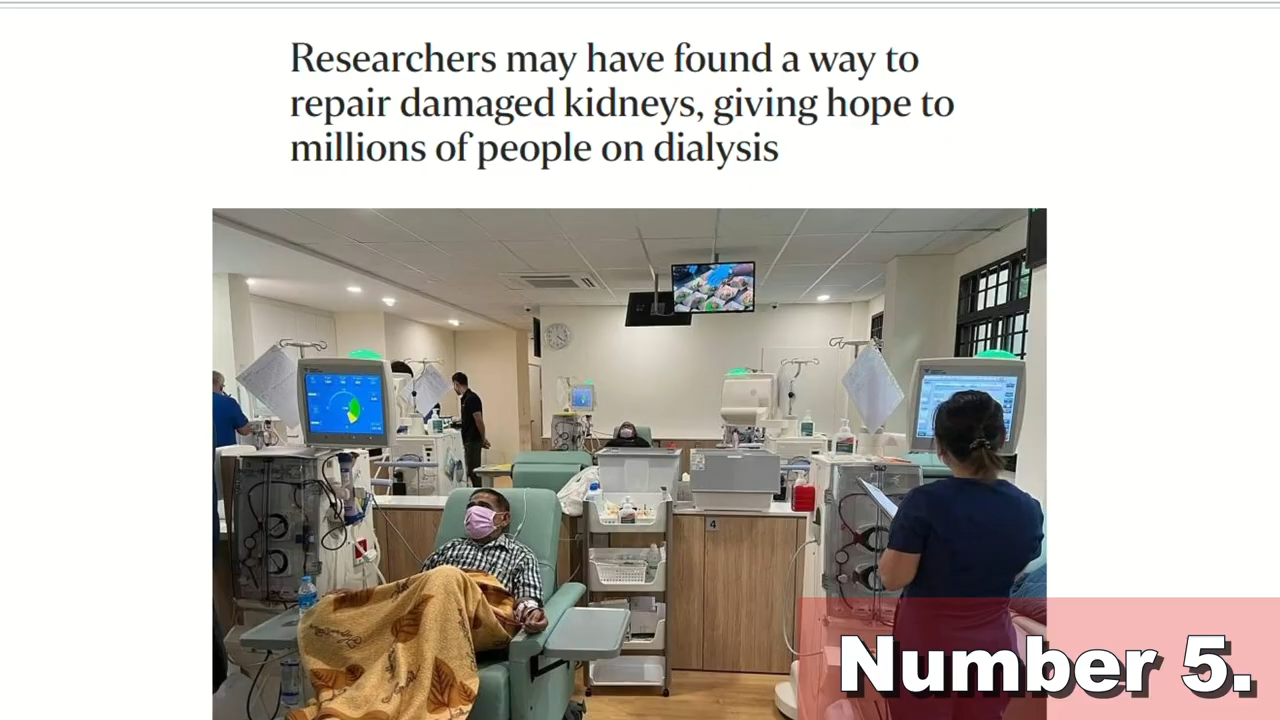 Researchers may have found a way to
repair damaged kidneys, giving hope to
millions of people on dialysis
4
Number 5.